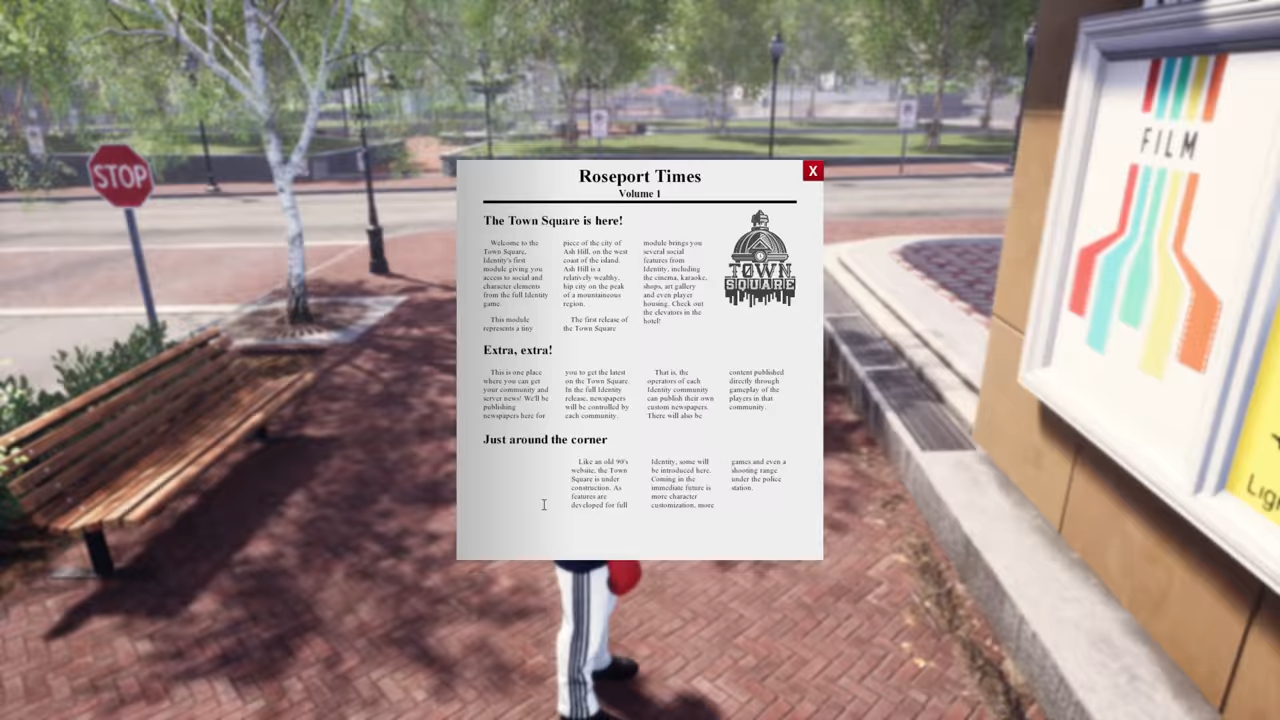 STOP
Roseport Times
X
Volume 1
The Town Square is here!
Welcome to the
Town Square,
Identity's first
module giving you
access to social and
character elements
from the full Identity
game.
This module
represents a tiny
piece of the city of
Ash Hill, on the west
coast of the island.
Ash Hill is a
relatively wealthy,
hip city on the peak
of a mountaineous
region.
The first release of
the Town Square
module brings you
several social
features from
Identity, including
the cinema, karaoke,
shops, art gallery
and even player
housing. Check out
the elevators in the
hotel!
TOWN
SQUARE
Extra, extra!
This is one place
where you can get
your community and
server news! We'll be
publishing
newspapers here for
you to get the latest
on the Town Square.
In the full Identity
release, newspapers
will be controlled by
each community.
That is, the
operators of each
Identity community
can publish their own
custom newspapers.
There will also be
content published
directly through
gameplay of the
players in that
community.
Just around the corner
Like an old 90's
website, the Town
Square is under
construction. As
features are
developed for full
Identity, some will
be introduced here.
Coming in the
immediate future is
more character
customization, more
games and even a
shooting range
under the police
station.
FILM
Ligh